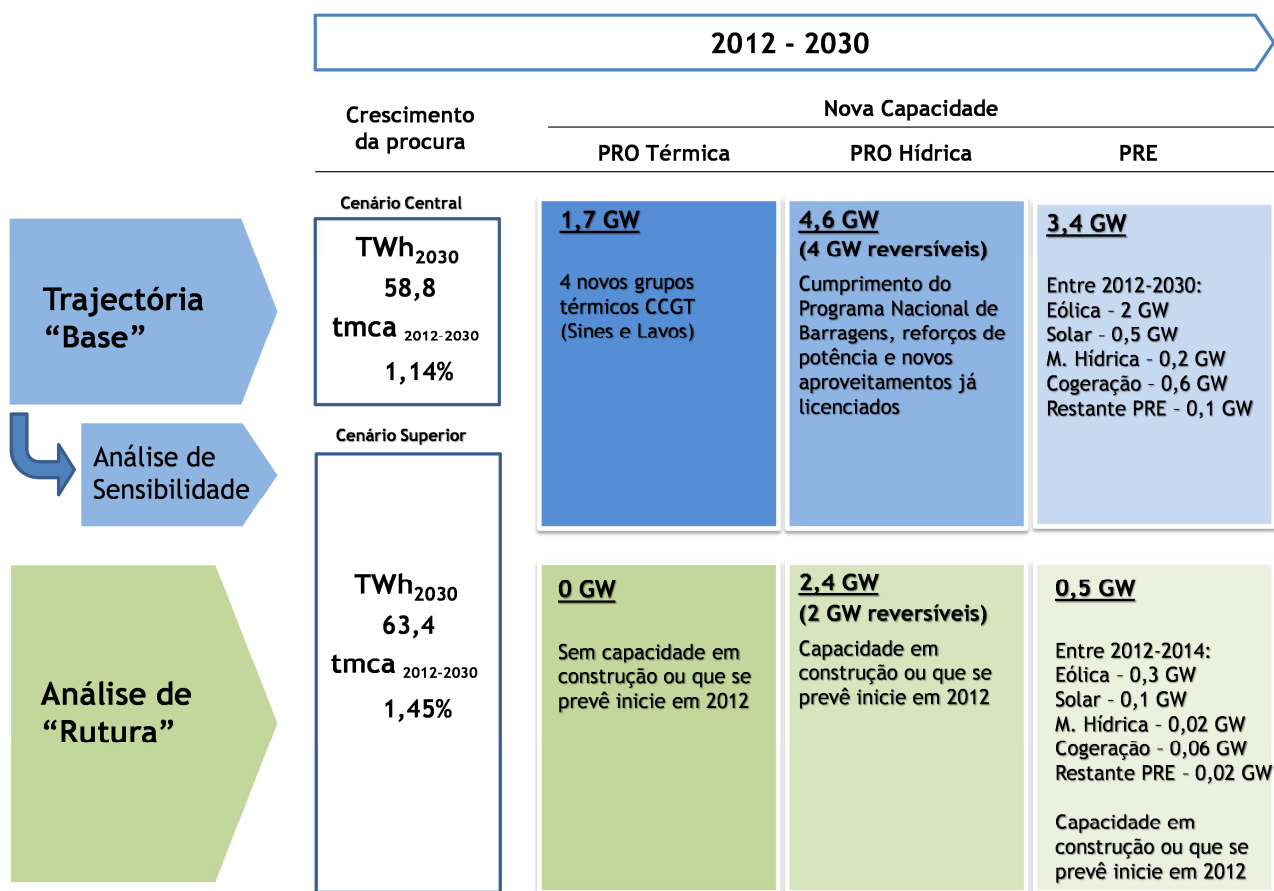 2012 - 2030
Crescimento
da procura
Nova Capacidade
PRO Térmica
PRO Hídrica
PRE
Trajectória
“Base”
Cenário Central
TWh2030
58,8
tmca 2012-2030
1,14%
1,7 GW
4 novos grupos
térmicos CCGT
(Sines e Lavos)
4,6 GW
(4 GW reversíveis)
Cumprimento do
Programa Nacional de
Barragens, reforços de
potência e novos
aproveitamentos já
licenciados
3,4 GW
Entre 2012-2030:
Eólica – 2 GW
Solar – 0,5 GW
M. Hídrica – 0,2 GW
Cogeração – 0,6 GW
Restante PRE – 0,1 GW
Análise de
Sensibilidade
Cenário Superior
TWh2030
63,4
tmca 2012-2030
1,45%
Análise de
“Rutura”
0 GW
Sem capacidade em
construção ou que se
prevê inicie em 2012
2,4 GW
(2 GW reversíveis)
Capacidade em
construção ou que se
prevê inicie em 2012
0,5 GW
Entre 2012-2014:
Eólica – 0,3 GW
Solar – 0,1 GW
M. Hídrica – 0,02 GW
Cogeração – 0,06 GW
Restante PRE – 0,02 GW
Capacidade em
construção ou que se
prevê inicie em 2012